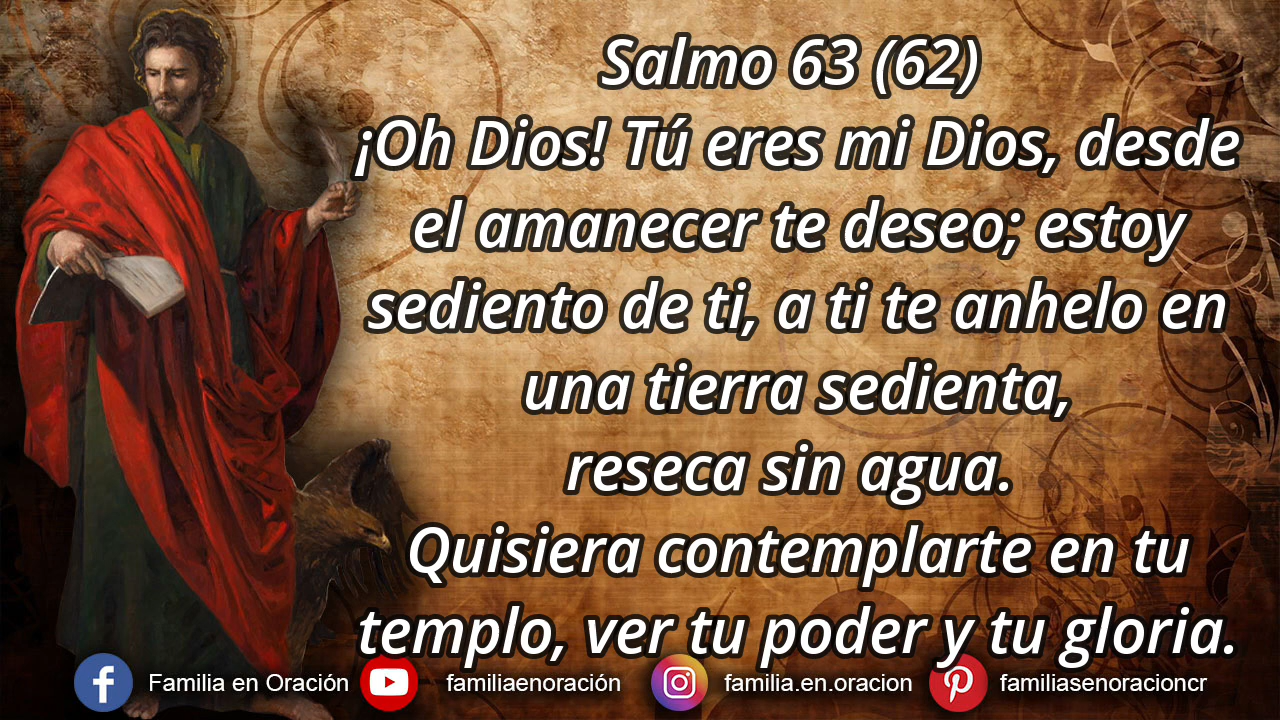 Salmo 63 (62)
¡Oh Dios! Tú eres mi Dios, desde
el amanecer te deseo; estoy
sediento de ti, a ti te anhelo en
una tierra sedienta,
reseca sin agua.
Quisiera contemplarte en tu
templo, ver tu poder y tu gloria.
Familia en Oración familiaenoración familia.en.oracion familiasenoracioncr